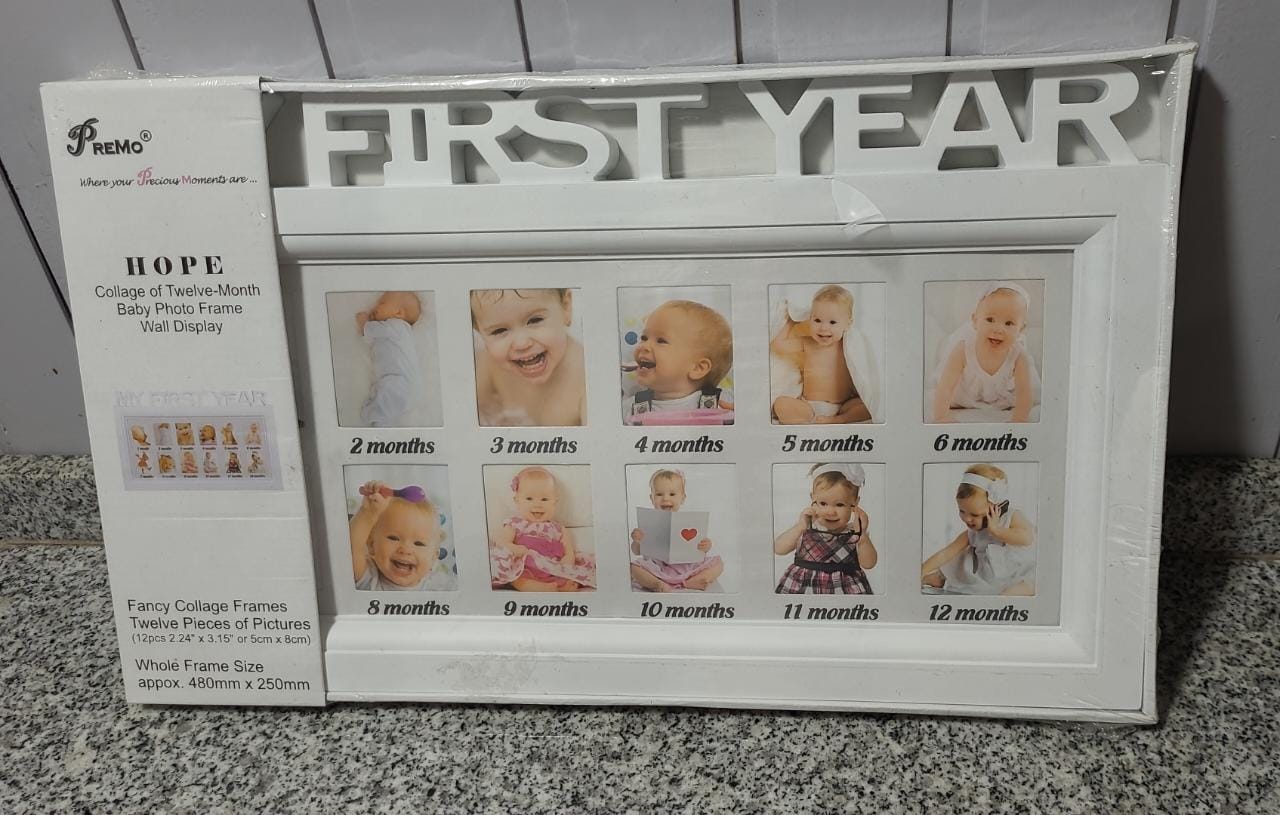 PREMO®
Where your Precious Moments are ...
HOPE
Collage of Twelve-Month
Baby Photo Frame
Wall Display
MY FIRST YEAR
Fancy Collage Frames
Twelve Pieces of Pictures
(12pcs 2.24" x 3.15" or 5cm x 8cm)
Whole Frame Size
appox. 480mm x 250mm
FIRST YEAR
2 months
3 months
4 months
5 months
6 months
8 months
9 months
10 months
11 months
12 months